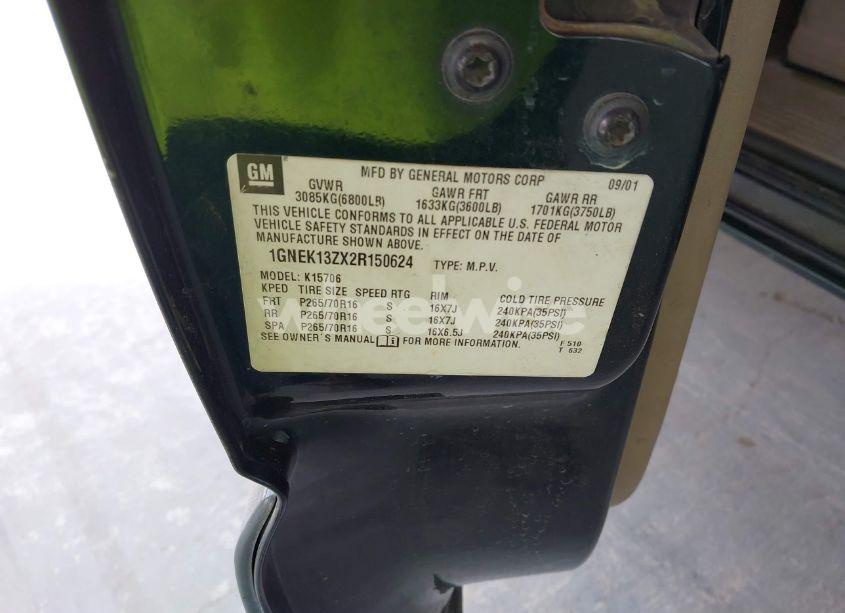 GM MFD BY GENERAL MOTORS CORP 09/01
GVWR GAWR FRT GAWR RR
3085KG(6800LB) 1633KG(3600LB) 1701KG(3750LB)
THIS VEHICLE CONFORMS TO ALL APPLICABLE U.S. FEDERAL MOTOR
VEHICLE SAFETY STANDARDS IN EFFECT ON THE DATE OF
MANUFACTURE SHOWN ABOVE.
1GNEK13ZX2R150624 TYPE: M.P.V.
MODEL: K15706
KPED TIRE SIZE SPEED RTG RIM COLD TIRE PRESSURE
FRT P265/70R16 S 16X7J 240KPA(35PSI)
RR P265/70R16 S 16X7J 240KPA(35PSI)
SPA P265/70R16 S 16X6.5J 240KPA(35PSI)
SEE OWNER'S MANUAL i FOR MORE INFORMATION.
F 510
T 632